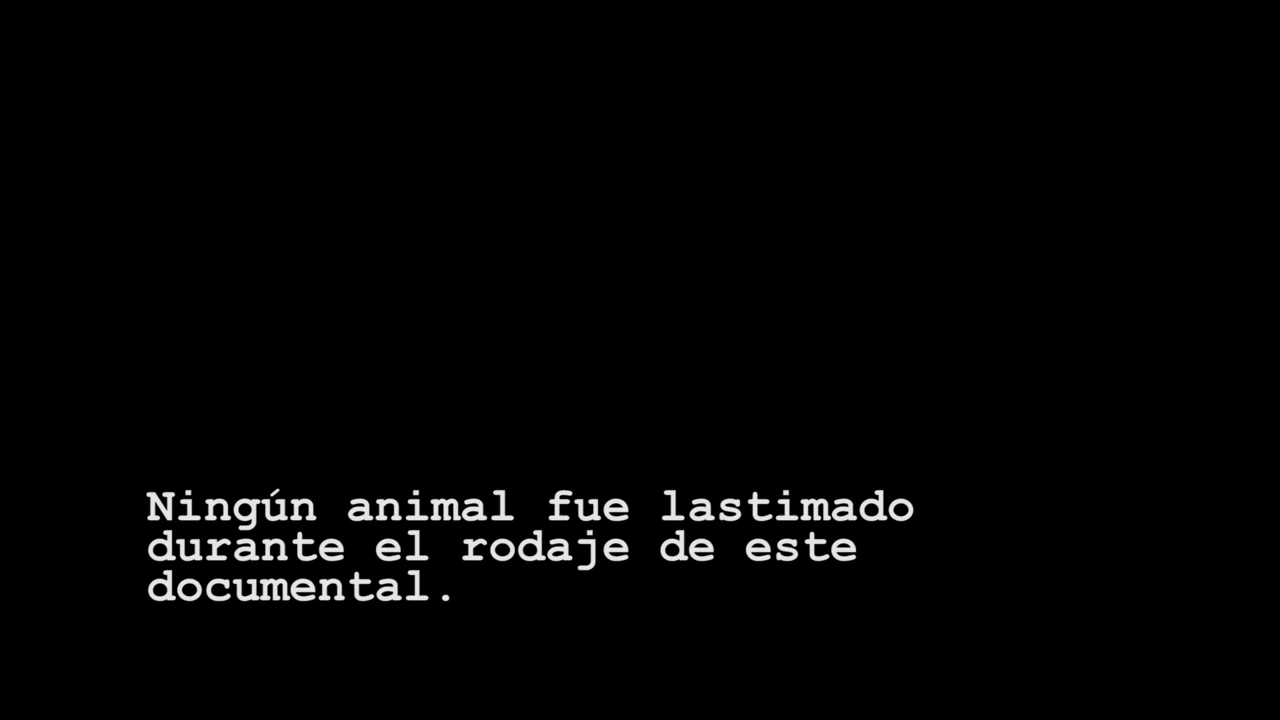 Ningún animal fue lastimado
durante el rodaje de este
documental.